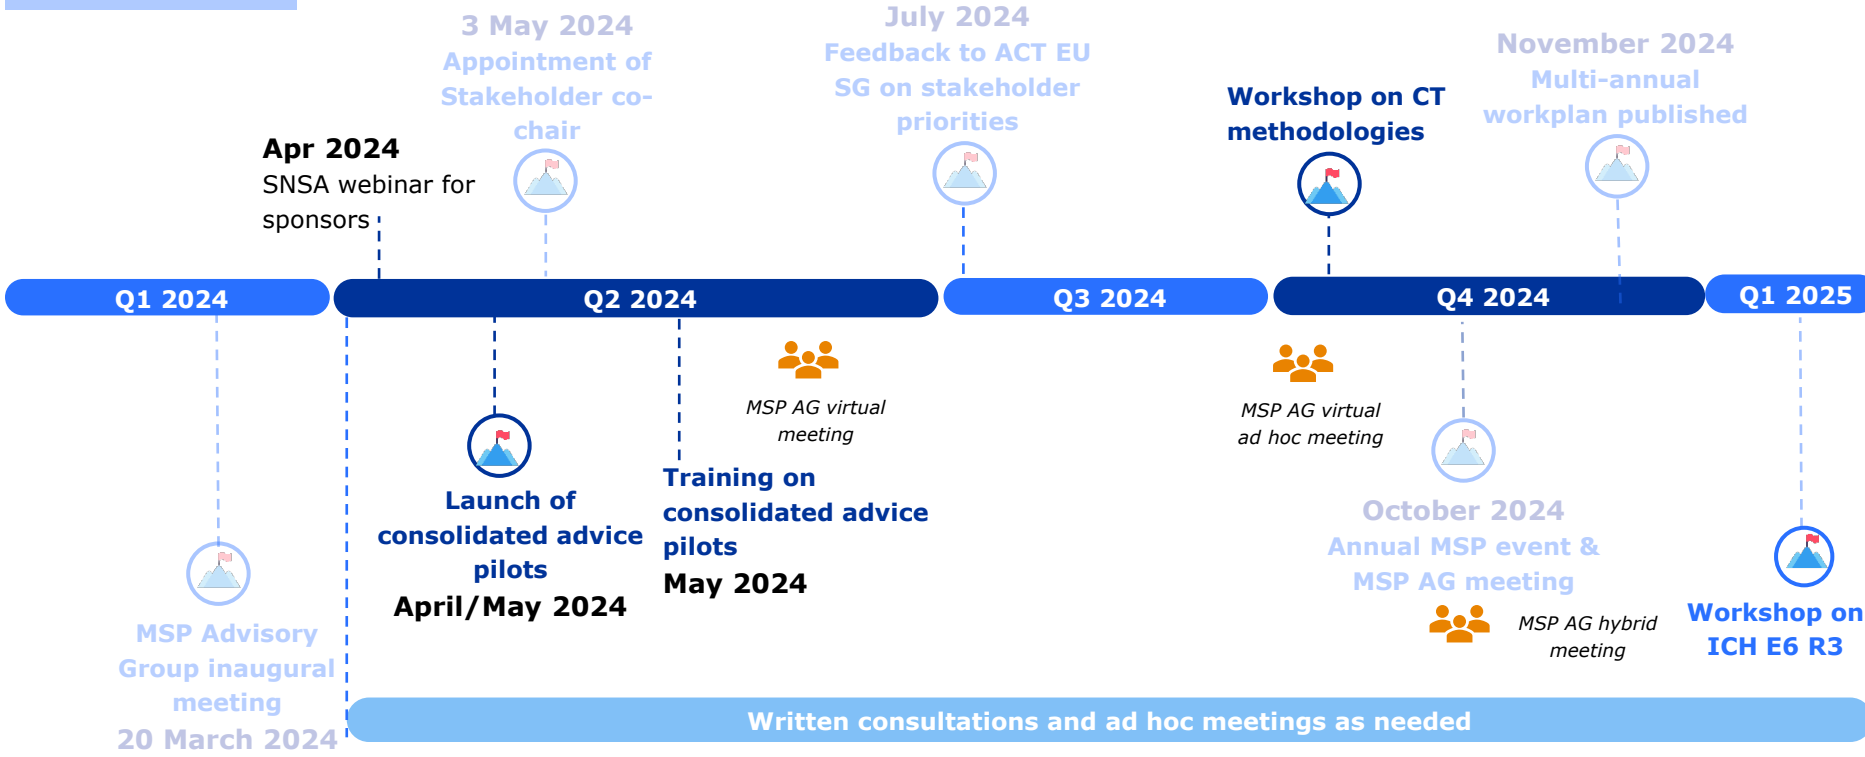 3 May 2024
Appointment of
Stakeholder co-
chair
July 2024
Feedback to ACT EU
SG on stakeholder
priorities
November 2024
Multi-annual
workplan published
Workshop on CT
methodologies
Apr 2024
SNSA webinar for
sponsors
Q1 2024
Q2 2024
Q3 2024
Q4 2024
Q1 2025
MSP AG virtual
meeting
MSP AG virtual
ad hoc meeting
Launch of
consolidated advice
pilots
April/May 2024
Training on
consolidated advice
pilots
May 2024
October 2024
Annual MSP event &
MSP AG meeting
MSP AG hybrid
meeting
Workshop on
ICH E6 R3
MSP Advisory
Group inaugural
meeting
20 March 2024
Written consultations and ad hoc meetings as needed